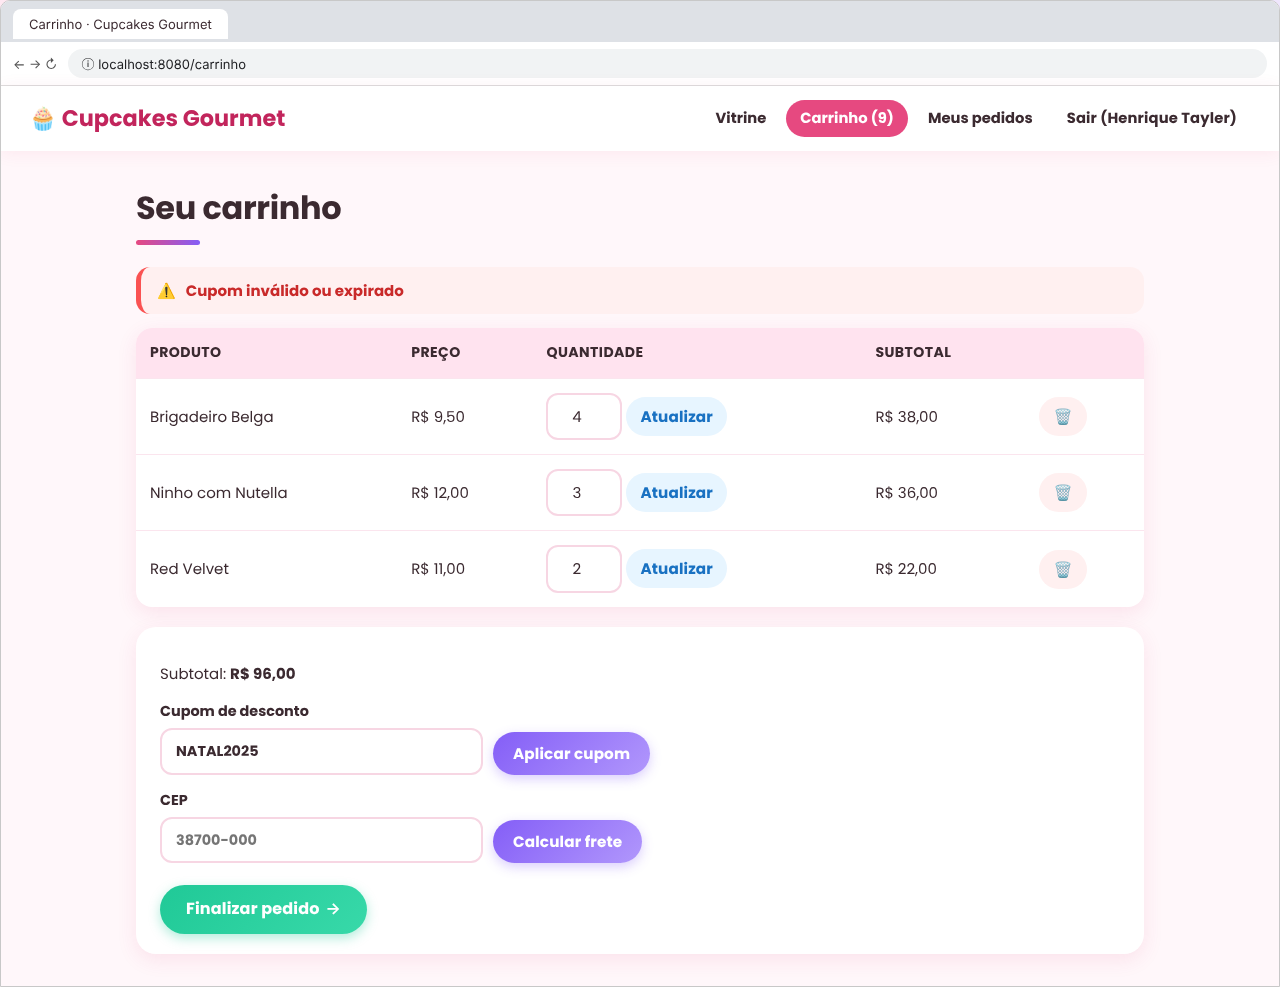 Carrinho · Cupcakes Gourmet
localhost:8080/carrinho
Cupcakes Gourmet
Vitrine Carrinho (9) Meus pedidos Sair (Henrique Tayler)
Seu carrinho
Cupom inválido ou expirado
PRODUTO PREÇO QUANTIDADE SUBTOTAL
Brigadeiro Belga R$ 9,50 4 Atualizar R$ 38,00
Ninho com Nutella R$ 12,00 3 Atualizar R$ 36,00
Red Velvet R$ 11,00 2 Atualizar R$ 22,00
Subtotal: R$ 96,00
Cupom de desconto
NATAL2025 Aplicar cupom
CEP
38700-000 Calcular frete
Finalizar pedido →